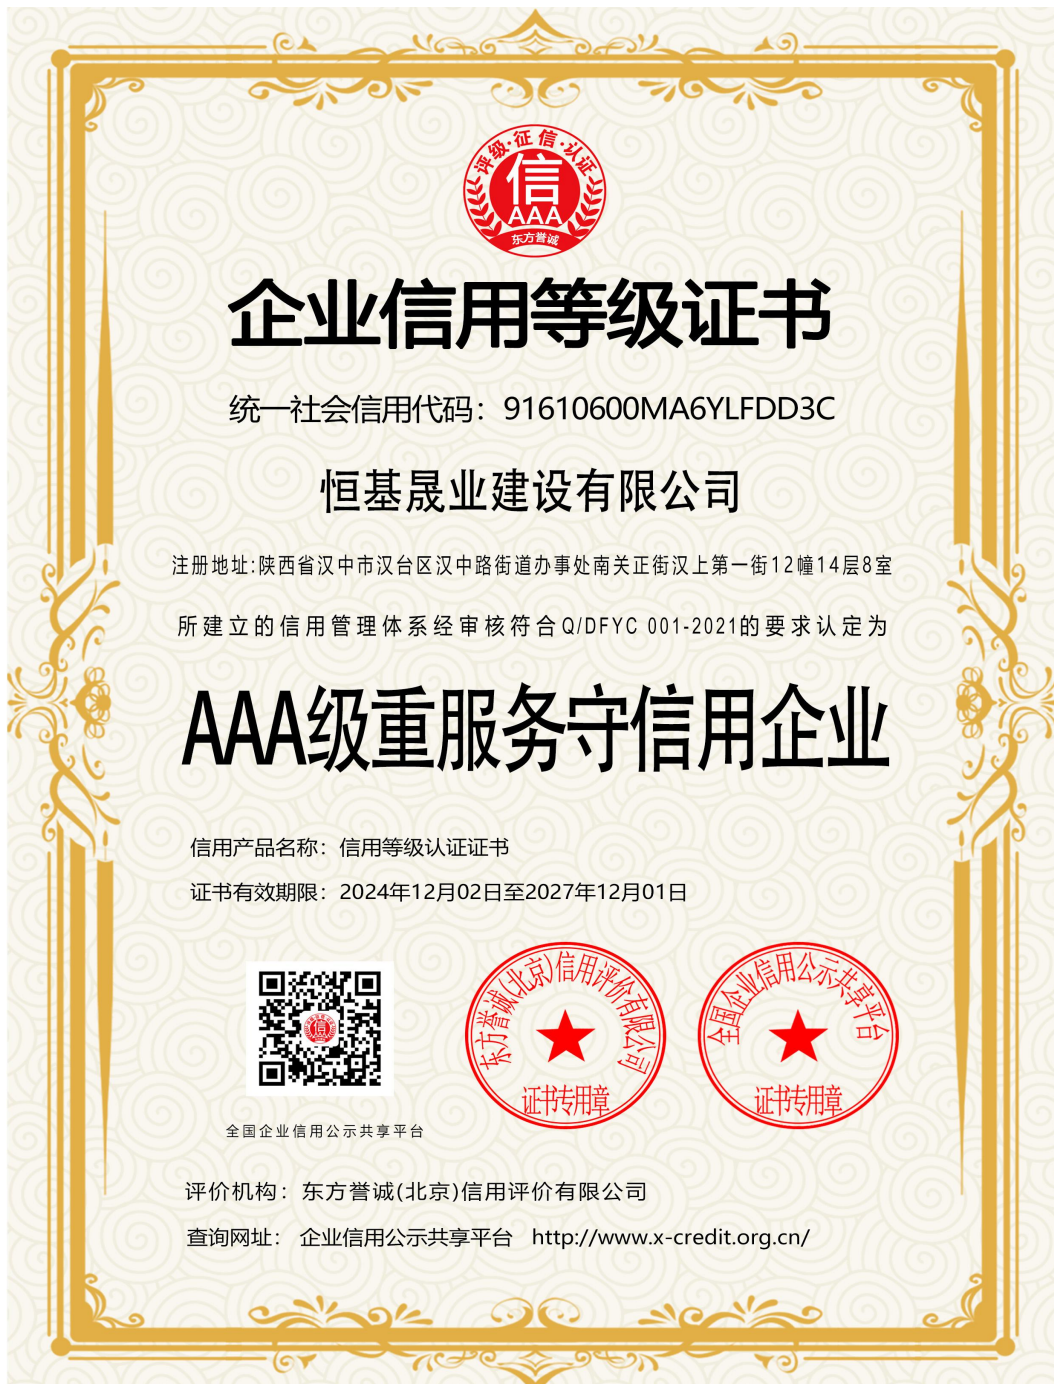 评级·征信·认证
信
AAA
东方誉诚
企业信用等级证书
统一社会信用代码：91610600MA6YLFDD3C
恒基晟业建设有限公司
注册地址:陕西省汉中市汉台区汉中路街道办事处南关正街汉上第一街12幢14层8室
所建立的信用管理体系经审核符合Q/DFYC 001-2021的要求认定为
AAA级重服务守信用企业
信用产品名称：信用等级认证证书
证书有效期限：2024年12月02日至2027年12月01日
信
东方誉诚(北京)信用评价有限公司
证书专用章
全国企业信用公示共享平台
证书专用章
全国企业信用公示共享平台
评价机构：东方誉诚(北京)信用评价有限公司
查询网址： 企业信用公示共享平台 http://www.x-credit.org.cn/